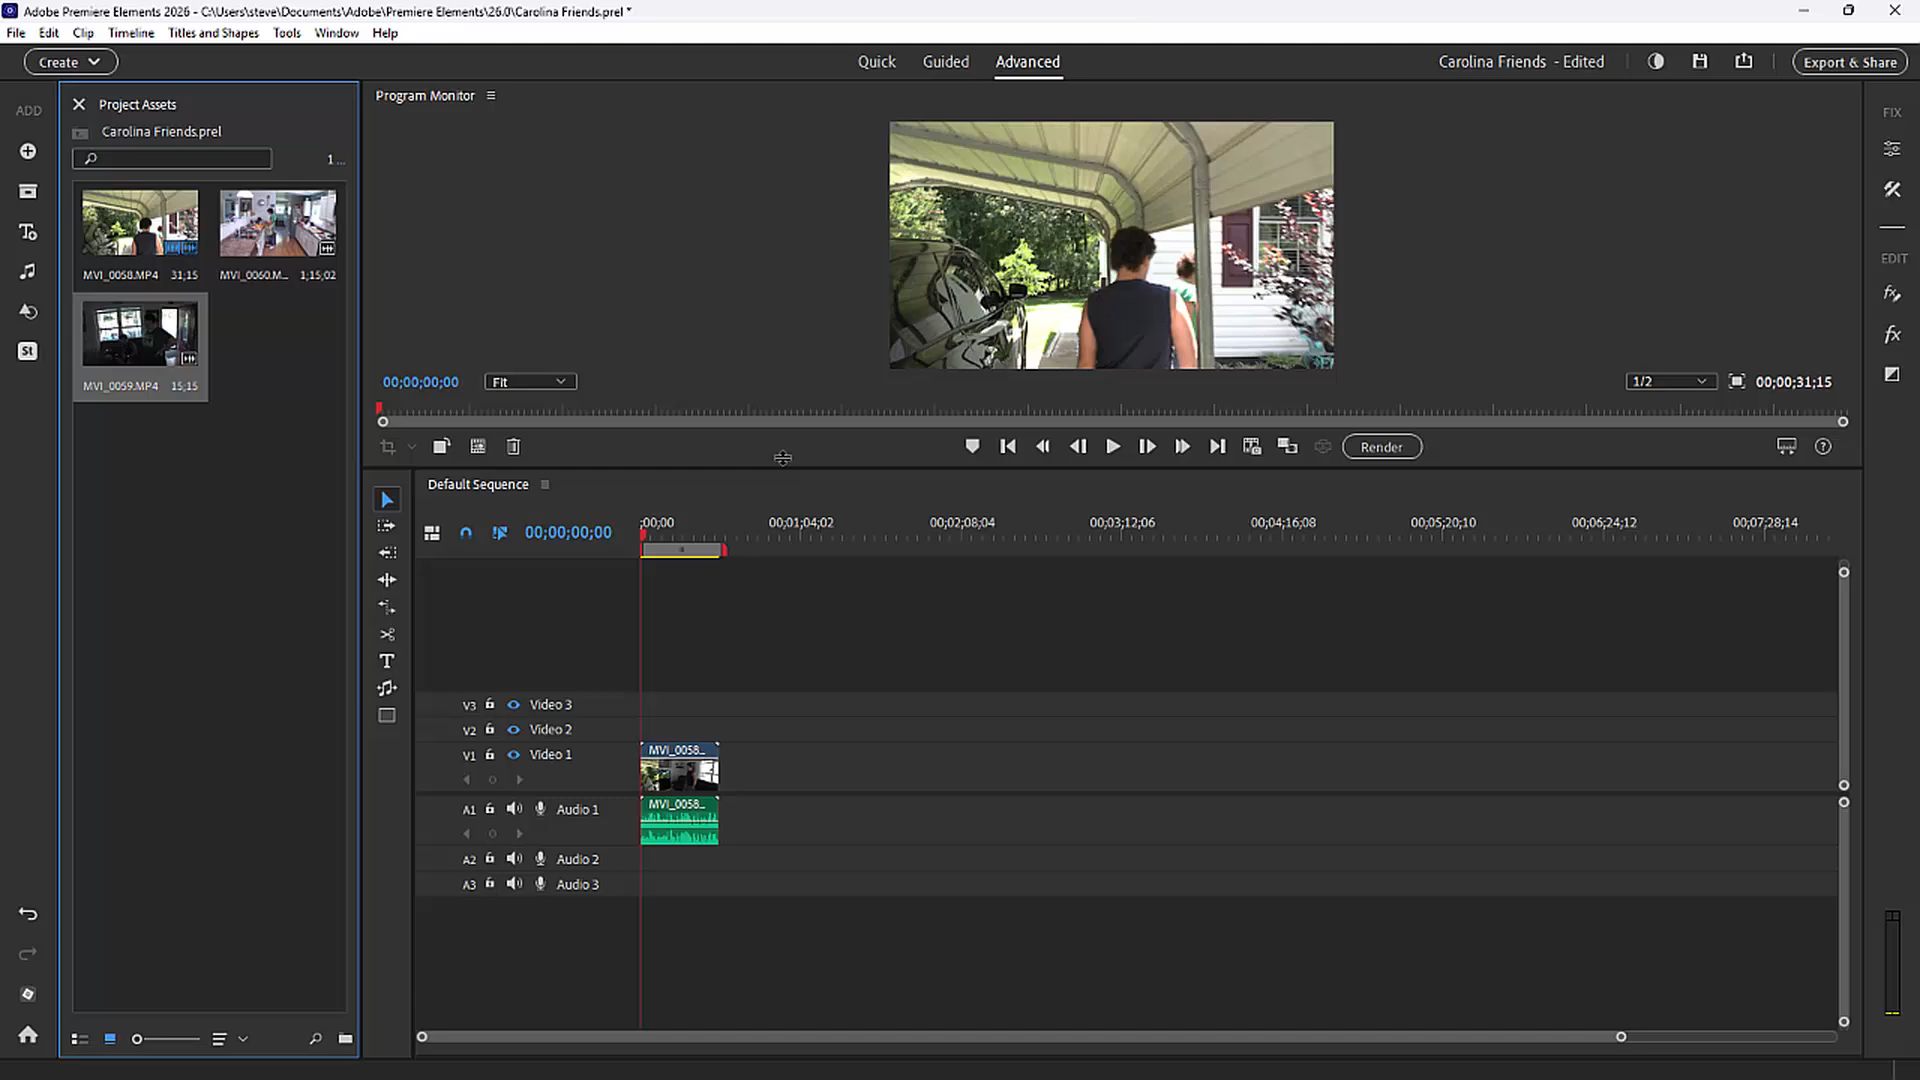 Adobe Premiere Elements 2026 - C:\Users\steve\Documents\Adobe\Premiere Elements\26.0\Carolina Friends.prel *
File Edit Clip Timeline Titles and Shapes Tools Window Help
Create
Quick Guided Advanced
Carolina Friends - Edited
Export & Share
ADD
Project Assets
Carolina Friends.prel
1 ...
MVI_0058.MP4 31;15
MVI_0060.M... 1;15;02
MVI_0059.MP4 15;15
St
Program Monitor
00;00;00;00
Fit
1/2
00;00;31;15
Render
FIX
EDIT
Default Sequence
00;00;00;00
;00;00 00;01;04;02 00;02;08;04 00;03;12;06 00;04;16;08 00;05;20;10 00;06;24;12 00;07;28;14
V3 Video 3
V2 Video 2
V1 Video 1
MVI_0058...
A1 Audio 1
MVI_0058...
A2 Audio 2
A3 Audio 3